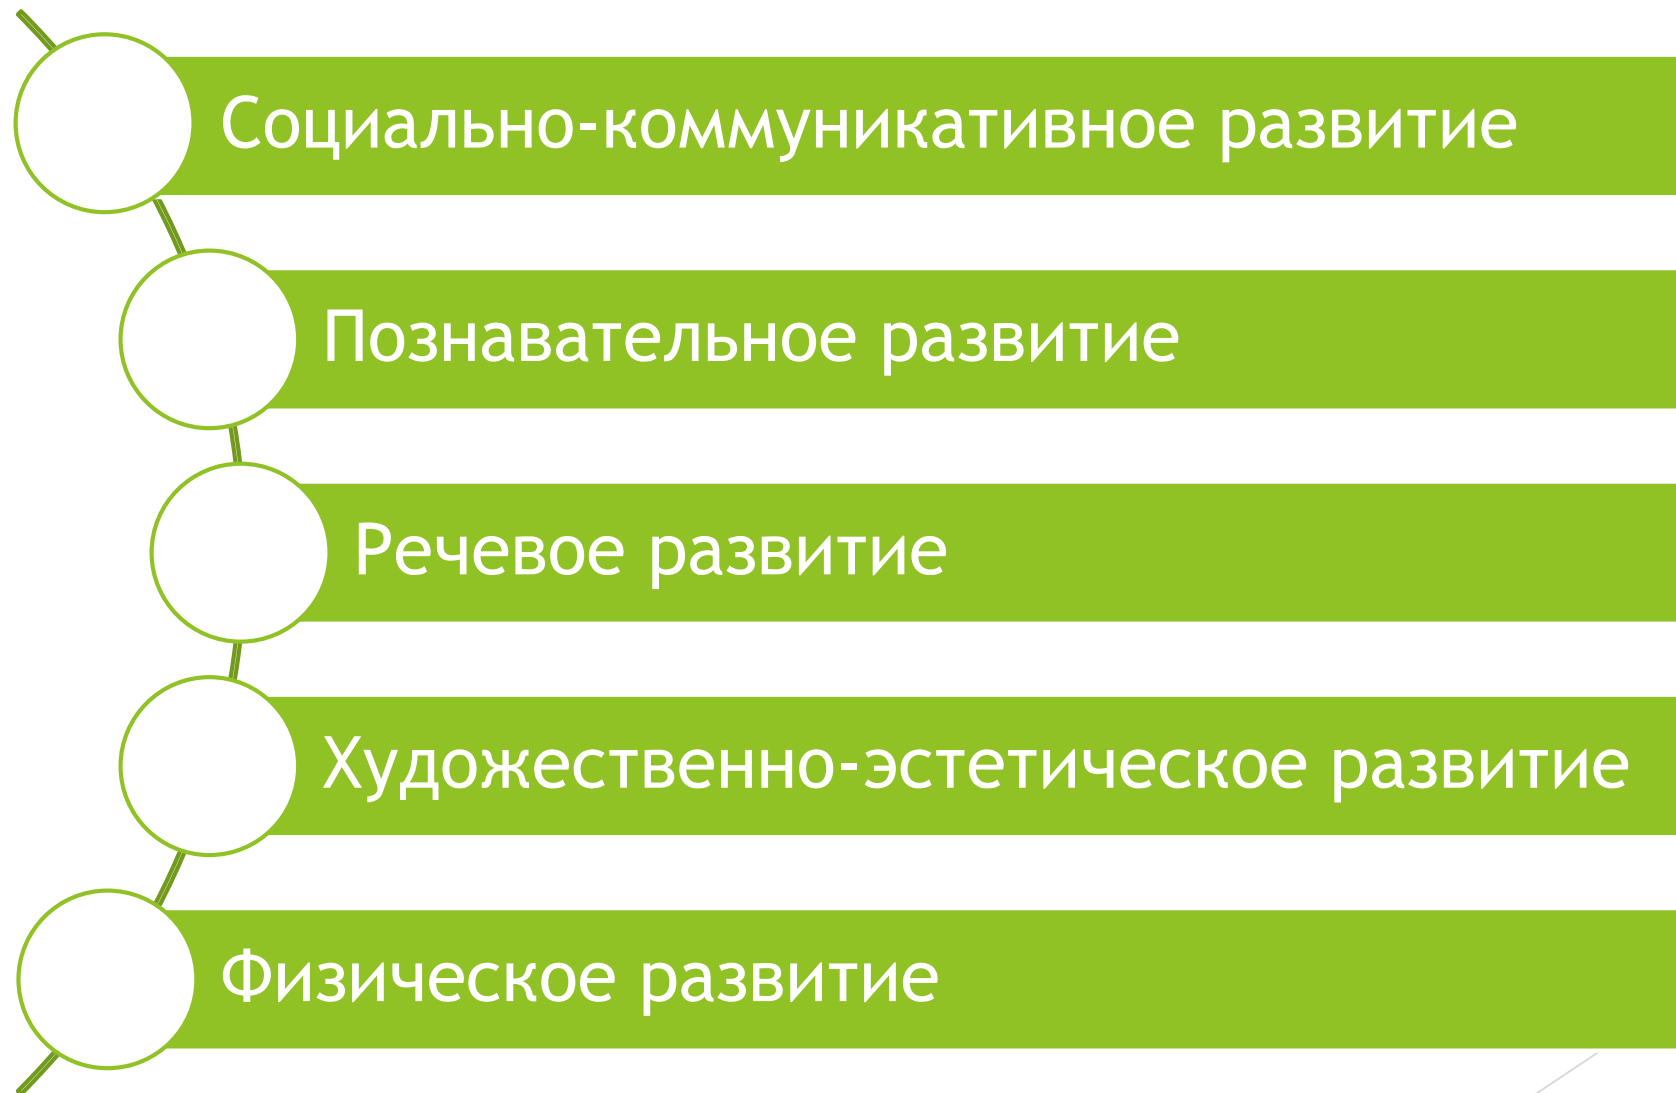 Социально-коммуникативное развитие
Познавательное развитие
Речевое развитие
Художественно-эстетическое развитие
Физическое развитие